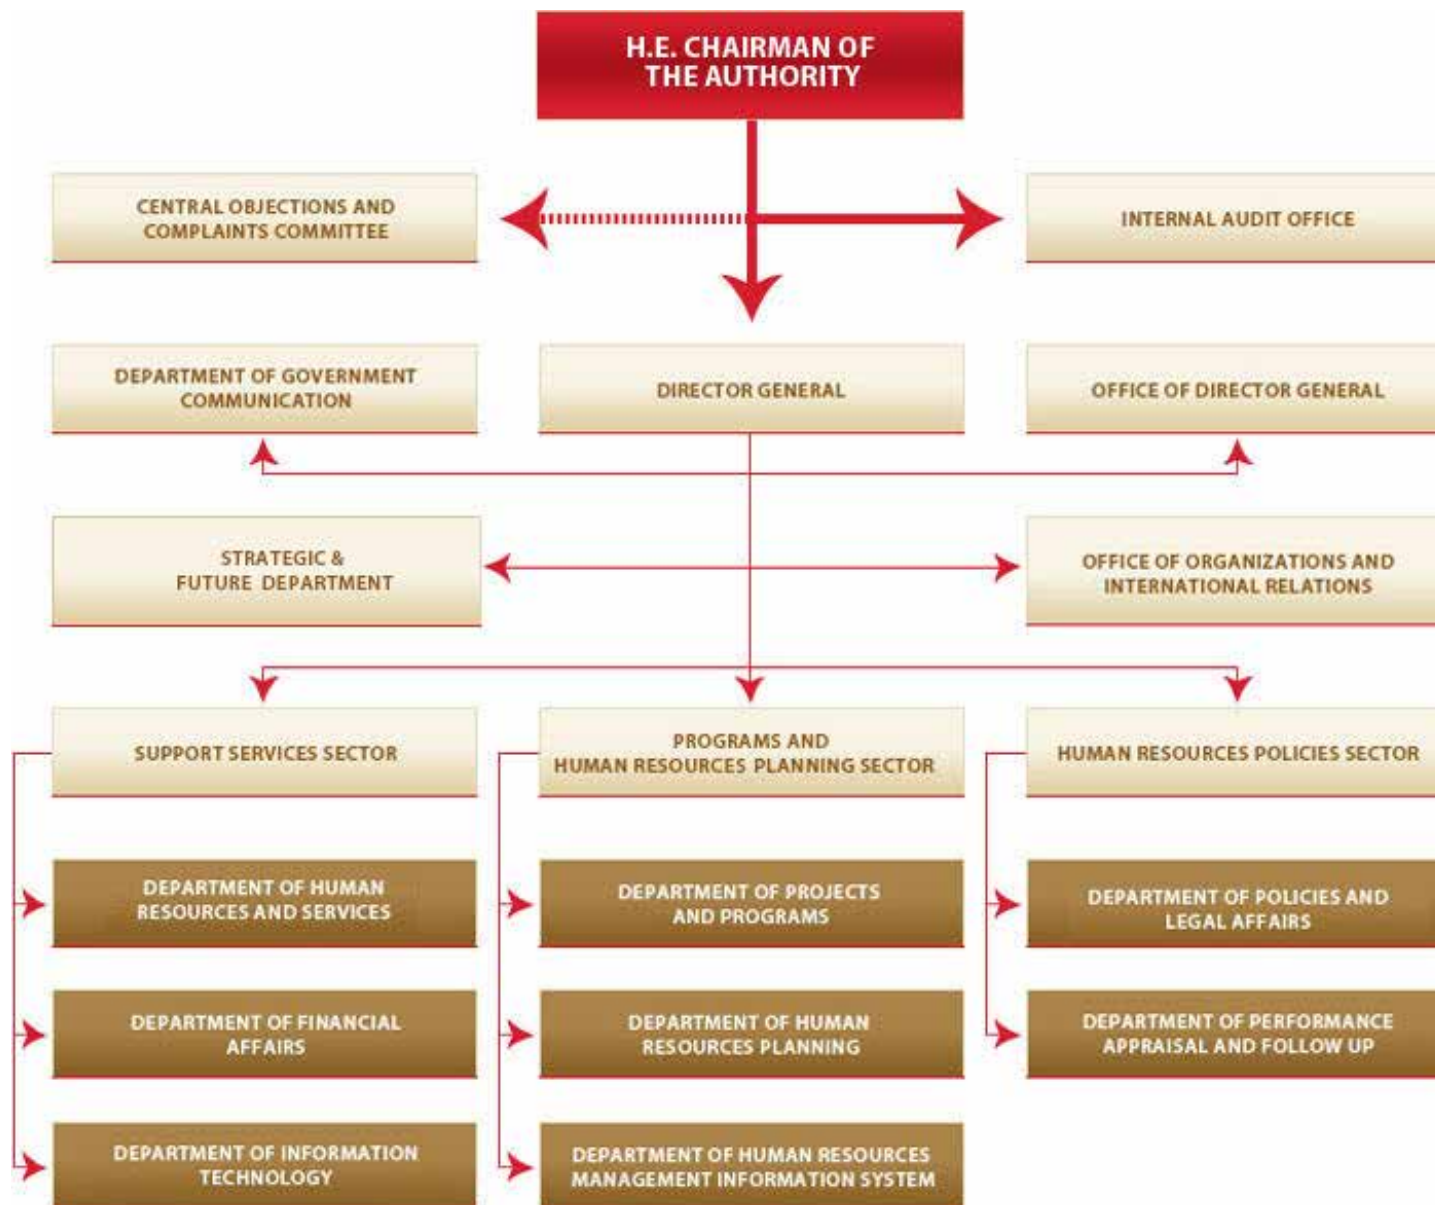 H.E. CHAIRMAN OF
THE AUTHORITY
CENTRAL OBJECTIONS AND
COMPLAINTS COMMITTEE
INTERNAL AUDIT OFFICE
DEPARTMENT OF GOVERNMENT
COMMUNICATION
DIRECTOR GENERAL
OFFICE OF DIRECTOR GENERAL
STRATEGIC &
FUTURE DEPARTMENT
OFFICE OF ORGANIZATIONS AND
INTERNATIONAL RELATIONS
SUPPORT SERVICES SECTOR
PROGRAMS AND
HUMAN RESOURCES PLANNING SECTOR
HUMAN RESOURCES POLICIES SECTOR
DEPARTMENT OF HUMAN
RESOURCES AND SERVICES
DEPARTMENT OF PROJECTS
AND PROGRAMS
DEPARTMENT OF POLICIES AND
LEGAL AFFAIRS
DEPARTMENT OF FINANCIAL
AFFAIRS
DEPARTMENT OF HUMAN
RESOURCES PLANNING
DEPARTMENT OF PERFORMANCE
APPRAISAL AND FOLLOW UP
DEPARTMENT OF INFORMATION
TECHNOLOGY
DEPARTMENT OF HUMAN RESOURCES
MANAGEMENT INFORMATION SYSTEM